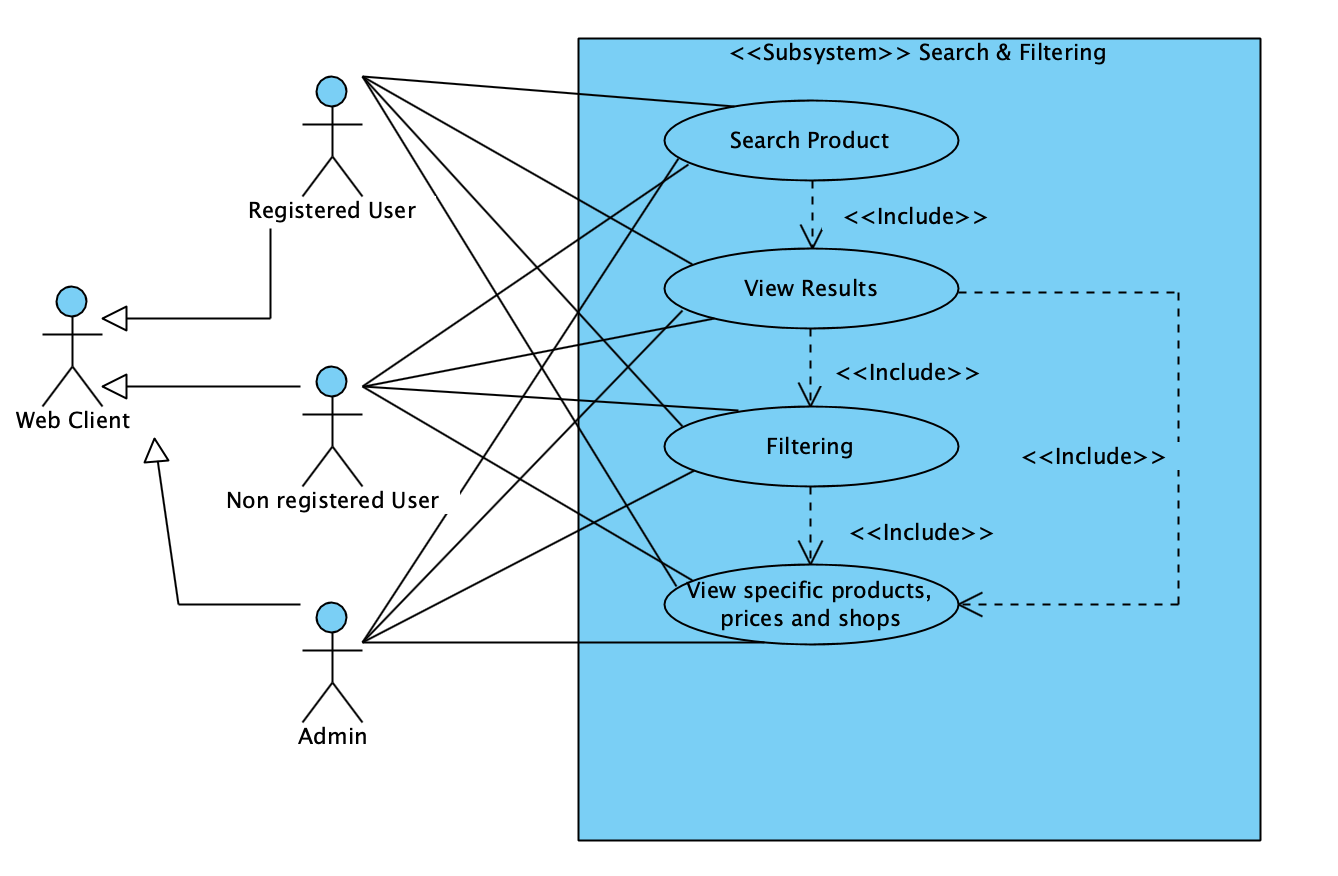 <<Subsystem>> Search & Filtering
Search Product
Registered User
<<Include>>
View Results
<<Include>>
Web Client
Filtering
<<Include>>
Non registered User
<<Include>>
View specific products,
prices and shops
Admin